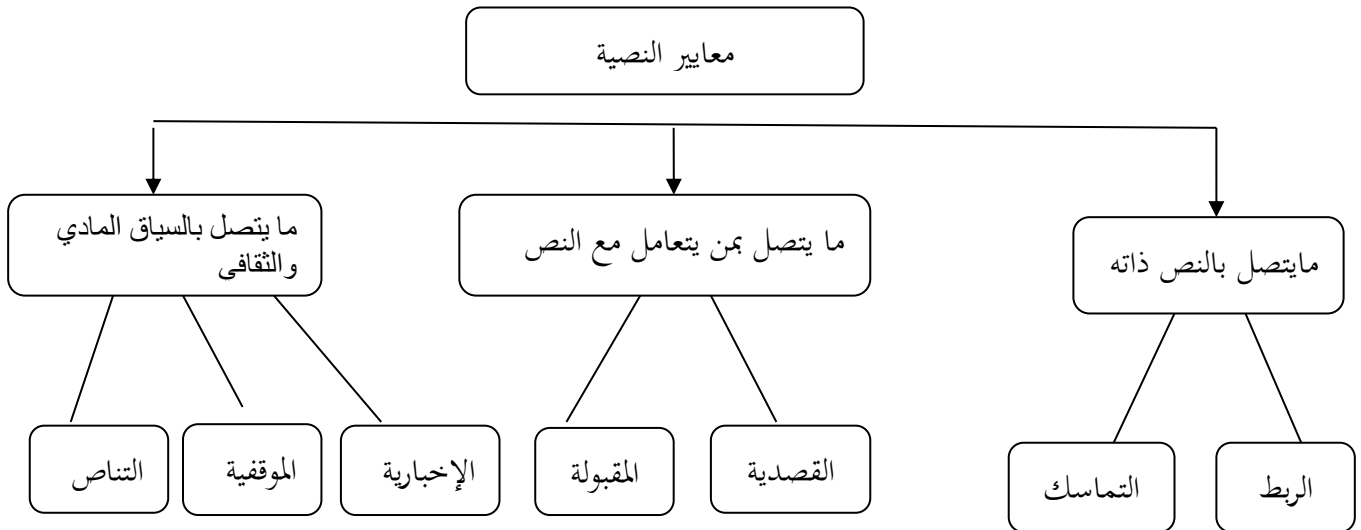 معايير النصية
مايتصل بالنص ذاته
ما يتصل بمن يتعامل مع النص
ما يتصل بالسياق المادي
والثقافى
الربط
التماسك
القصدية
المقبولة
الإخبارية
الموقفية
التناص